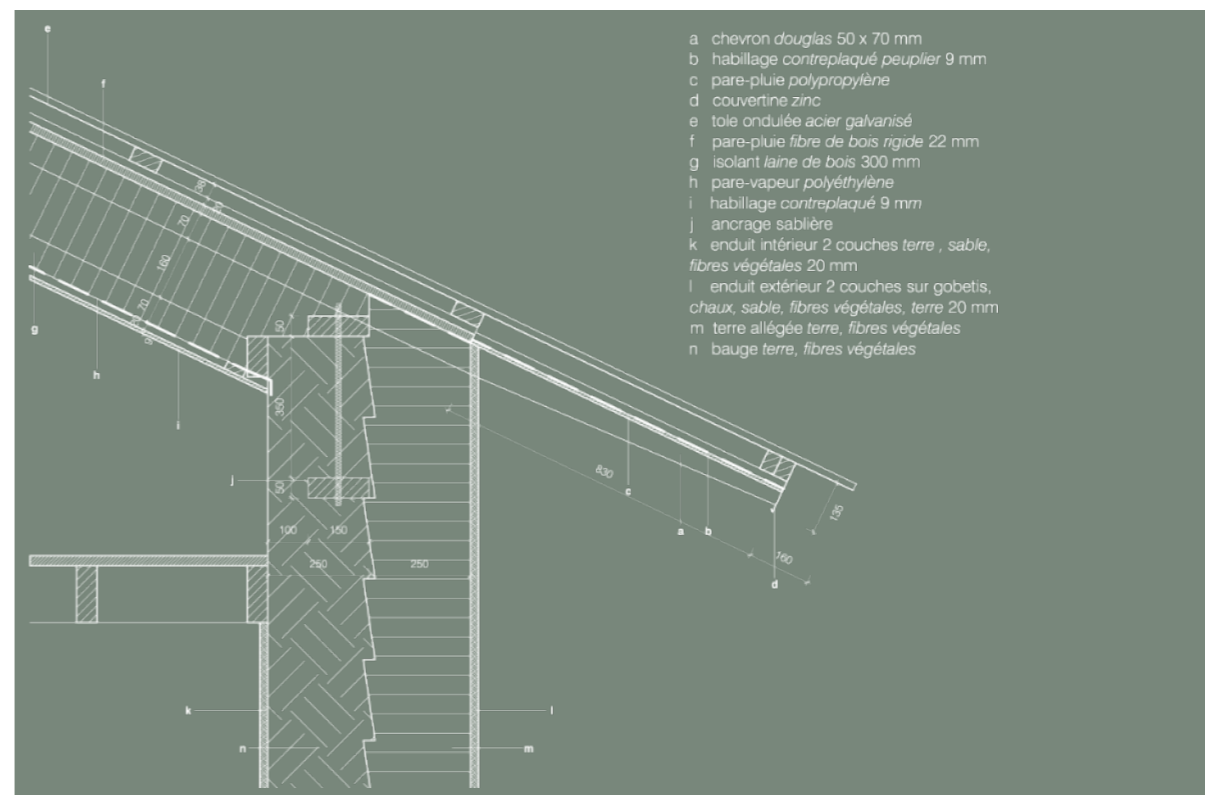 e
f
a chevron douglas 50 x 70 mm
b habillage contreplaqué peuplier 9 mm
c pare-pluie polypropylène
d couvertine zinc
e tole ondulée acier galvanisé
f pare-pluie fibre de bois rigide 22 mm
g isolant laine de bois 300 mm
h pare-vapeur polyéthylène
i habillage contreplaqué 9 mm
j ancrage sablière
k enduit intérieur 2 couches terre , sable,
fibres végétales 20 mm
l enduit extérieur 2 couches sur gobetis,
chaux, sable, fibres végétales, terre 20 mm
m terre allégée terre, fibres végétales
n bauge terre, fibres végétales
38
70
160
70
50
g
h
i
350
j
50
830
c
135
a
b
100
150
160
250
250
d
k
l
n
m